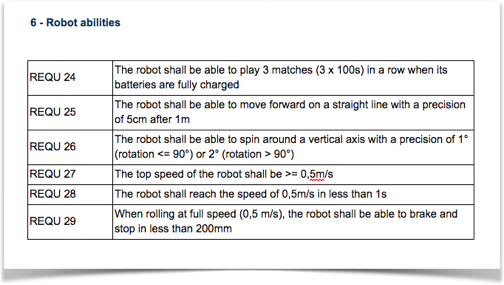 6 - Robot abilities
REQU 24
The robot shall be able to play 3 matches (3 x 100s) in a row when its
batteries are fully charged
REQU 25
The robot shall be able to move forward on a straight line with a precision
of 5cm after 1m
REQU 26
The robot shall be able to spin around a vertical axis with a precision of 1°
(rotation <= 90°) or 2° (rotation > 90°)
REQU 27
The top speed of the robot shall be >= 0,5m/s
REQU 28
The robot shall reach the speed of 0,5m/s in less than 1s
REQU 29
When rolling at full speed (0,5 m/s), the robot shall be able to brake and
stop in less than 200mm